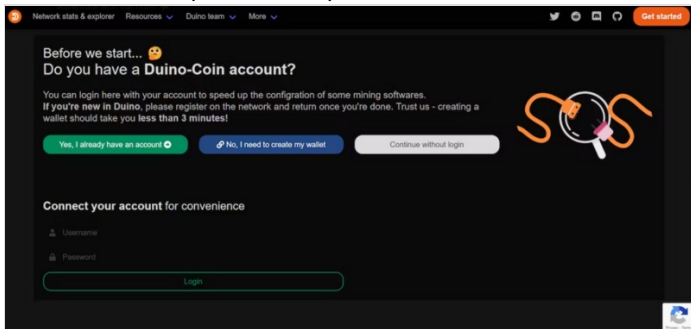 Network stats & explorer Resources Duino team More Get started
Before we start...
Do you have a Duino-Coin account?
You can login here with your account to speed up the configration of some mining softwares.
If you're new in Duino, please register on the network and return once you're done. Trust us - creating a
wallet should take you less than 3 minutes!
Yes, I already have an account No, I need to create my wallet Continue without login
Connect your account for convenience
Username
Password
Login